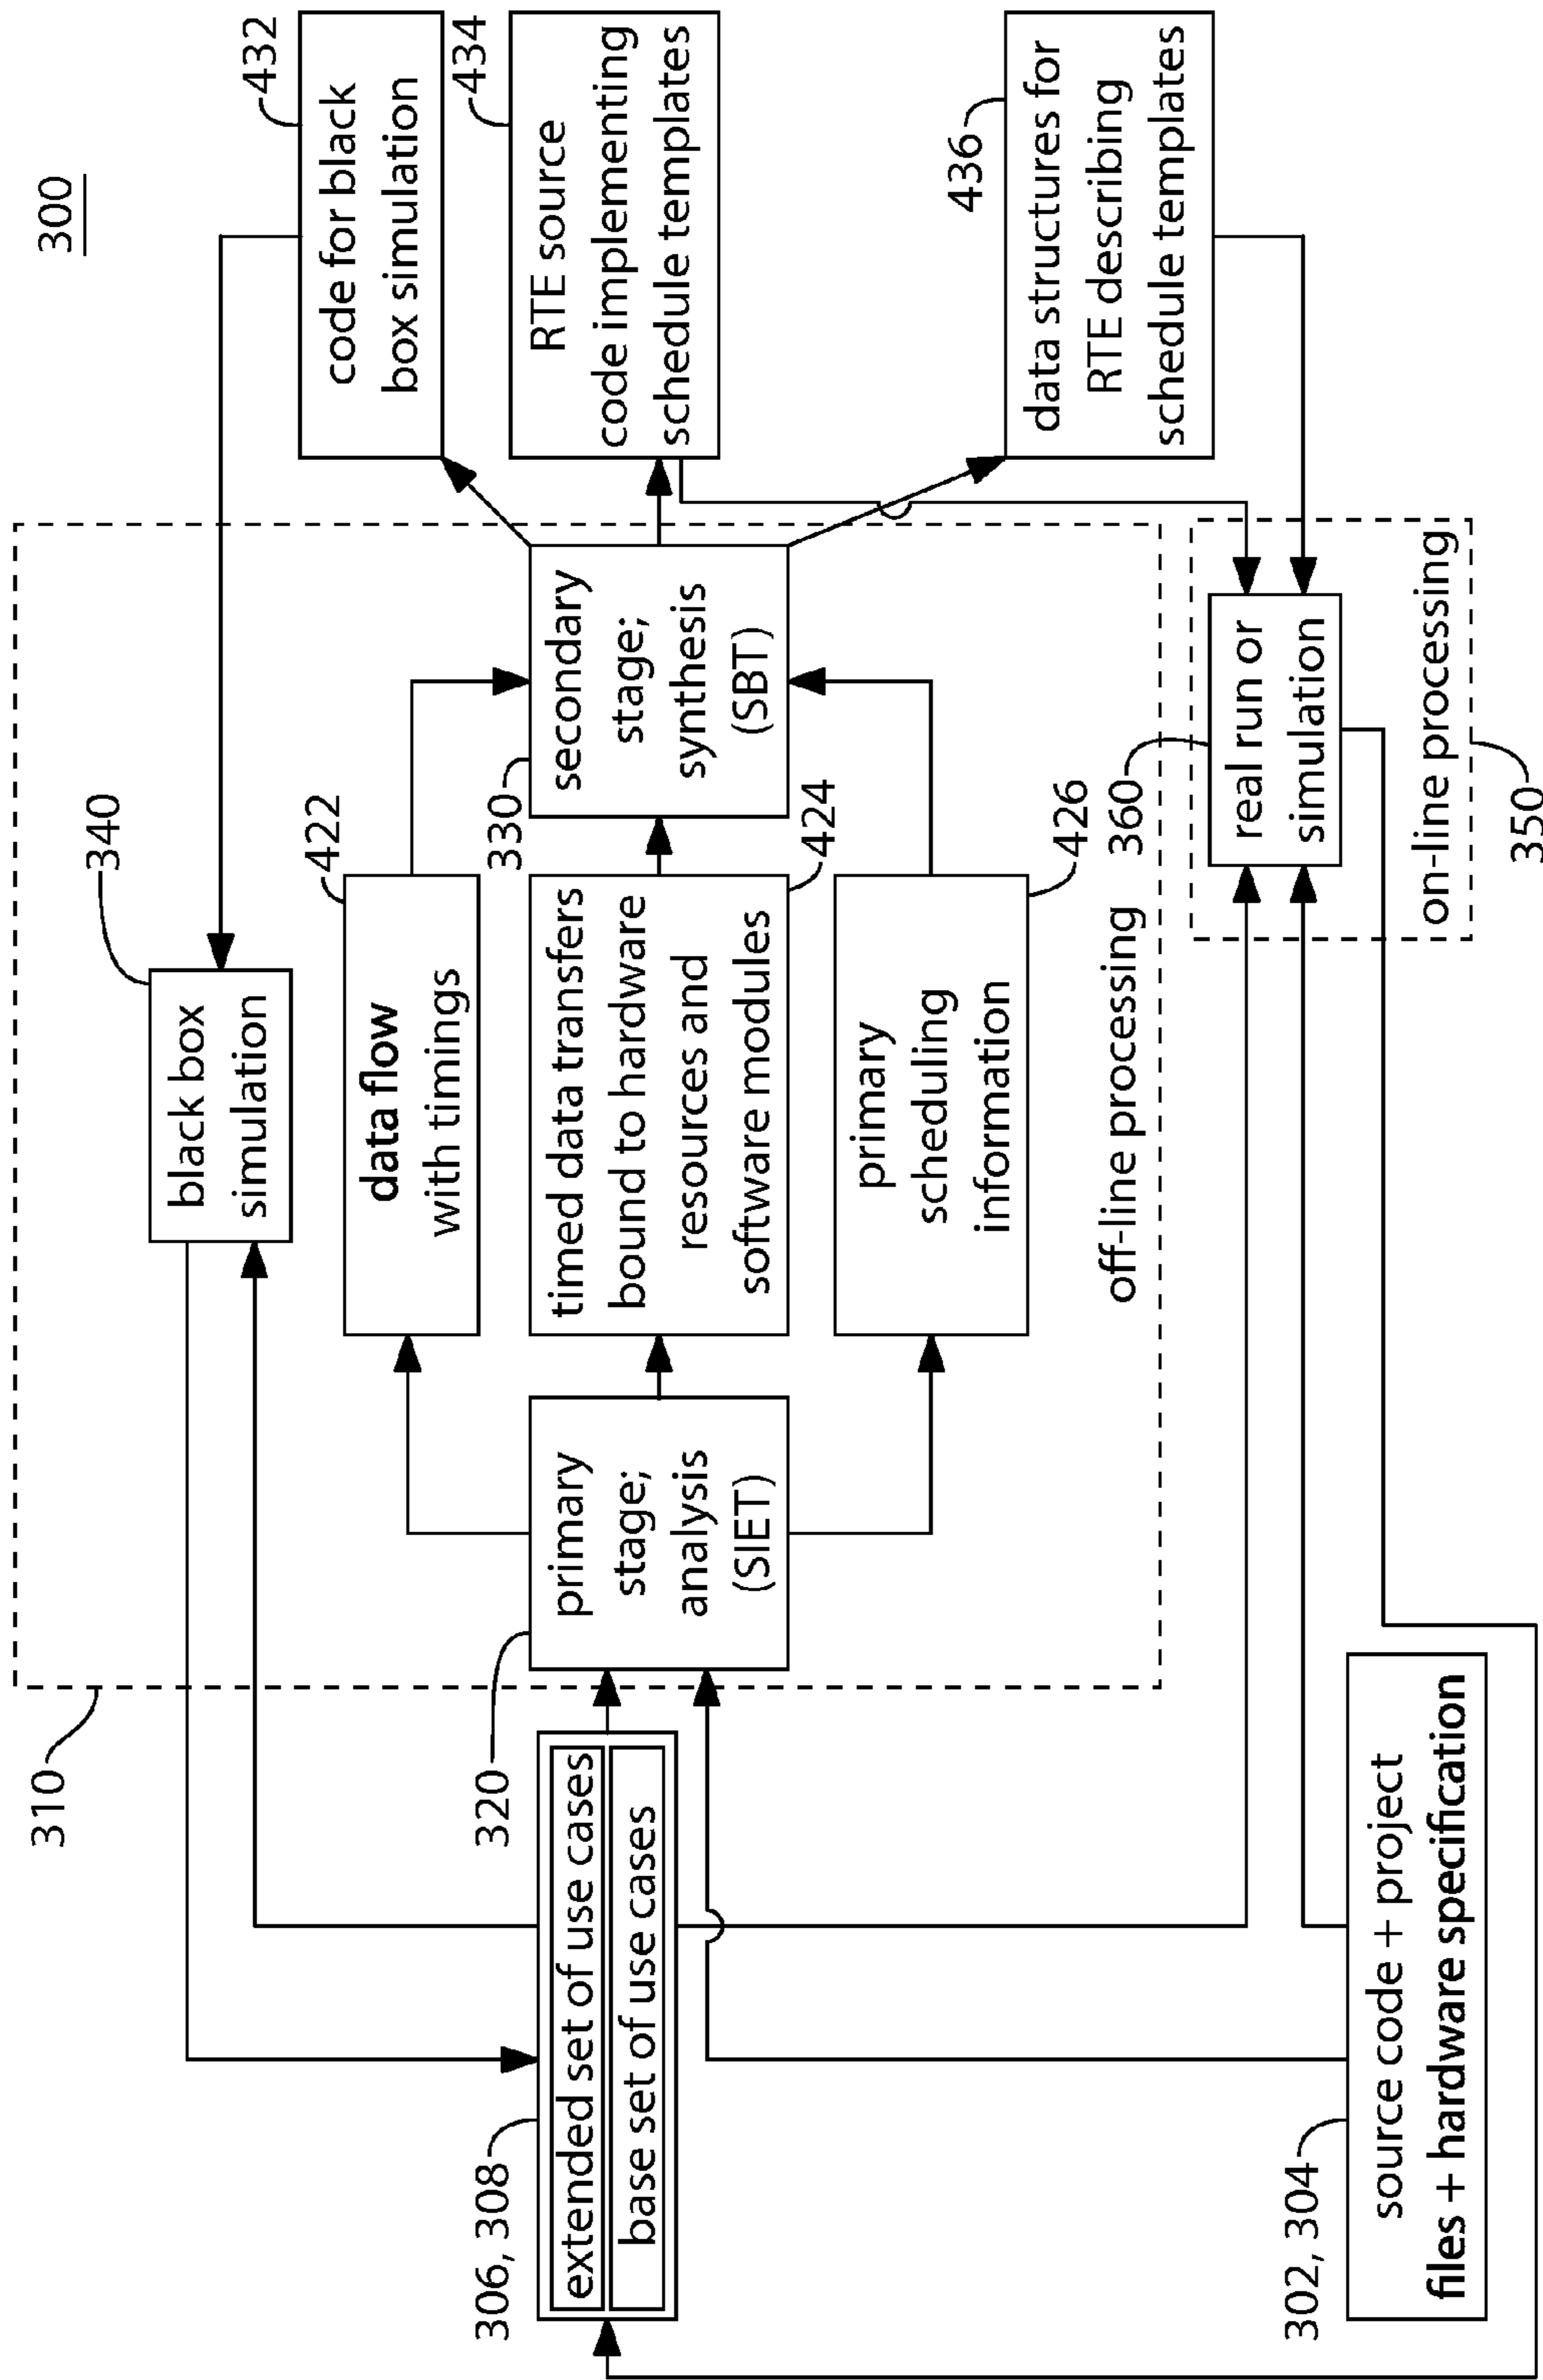 300
310
340
432
black box
simulation
code for black
box simulation
422
data flow
with timings
434
RTE source
code implementing
schedule templates
306, 308
extended set of use cases
base set of use cases
320
primary
stage;
analysis
(SIET)
timed data transfers
bound to hardware
resources and
software modules
424
330
secondary
stage;
synthesis
(SBT)
primary
scheduling
information
426
436
data structures for
RTE describing
schedule templates
off-line processing
360
real run or
simulation
on-line processing
350
302, 304
source code + project
files + hardware specification